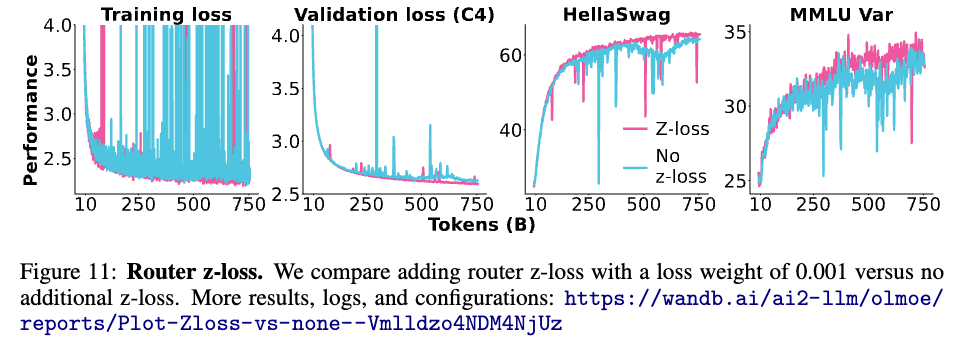 Training loss
Validation loss (C4)
HellaSwag
MMLU Var
Performance
4.0
3.5
3.0
2.5
10
250
500
750
4.0
3.5
3.0
2.5
10
250
500
750
60
40
Z-loss
No
z-loss
10
250
500
750
35
30
25
10
250
500
750
Tokens (B)
Figure 11: Router z-loss. We compare adding router z-loss with a loss weight of 0.001 versus no
additional z-loss. More results, logs, and configurations: https://wandb.ai/ai2-llm/olmoe/
reports/Plot-Zloss-vs-none--Vmlldzo4NDM4NjUz